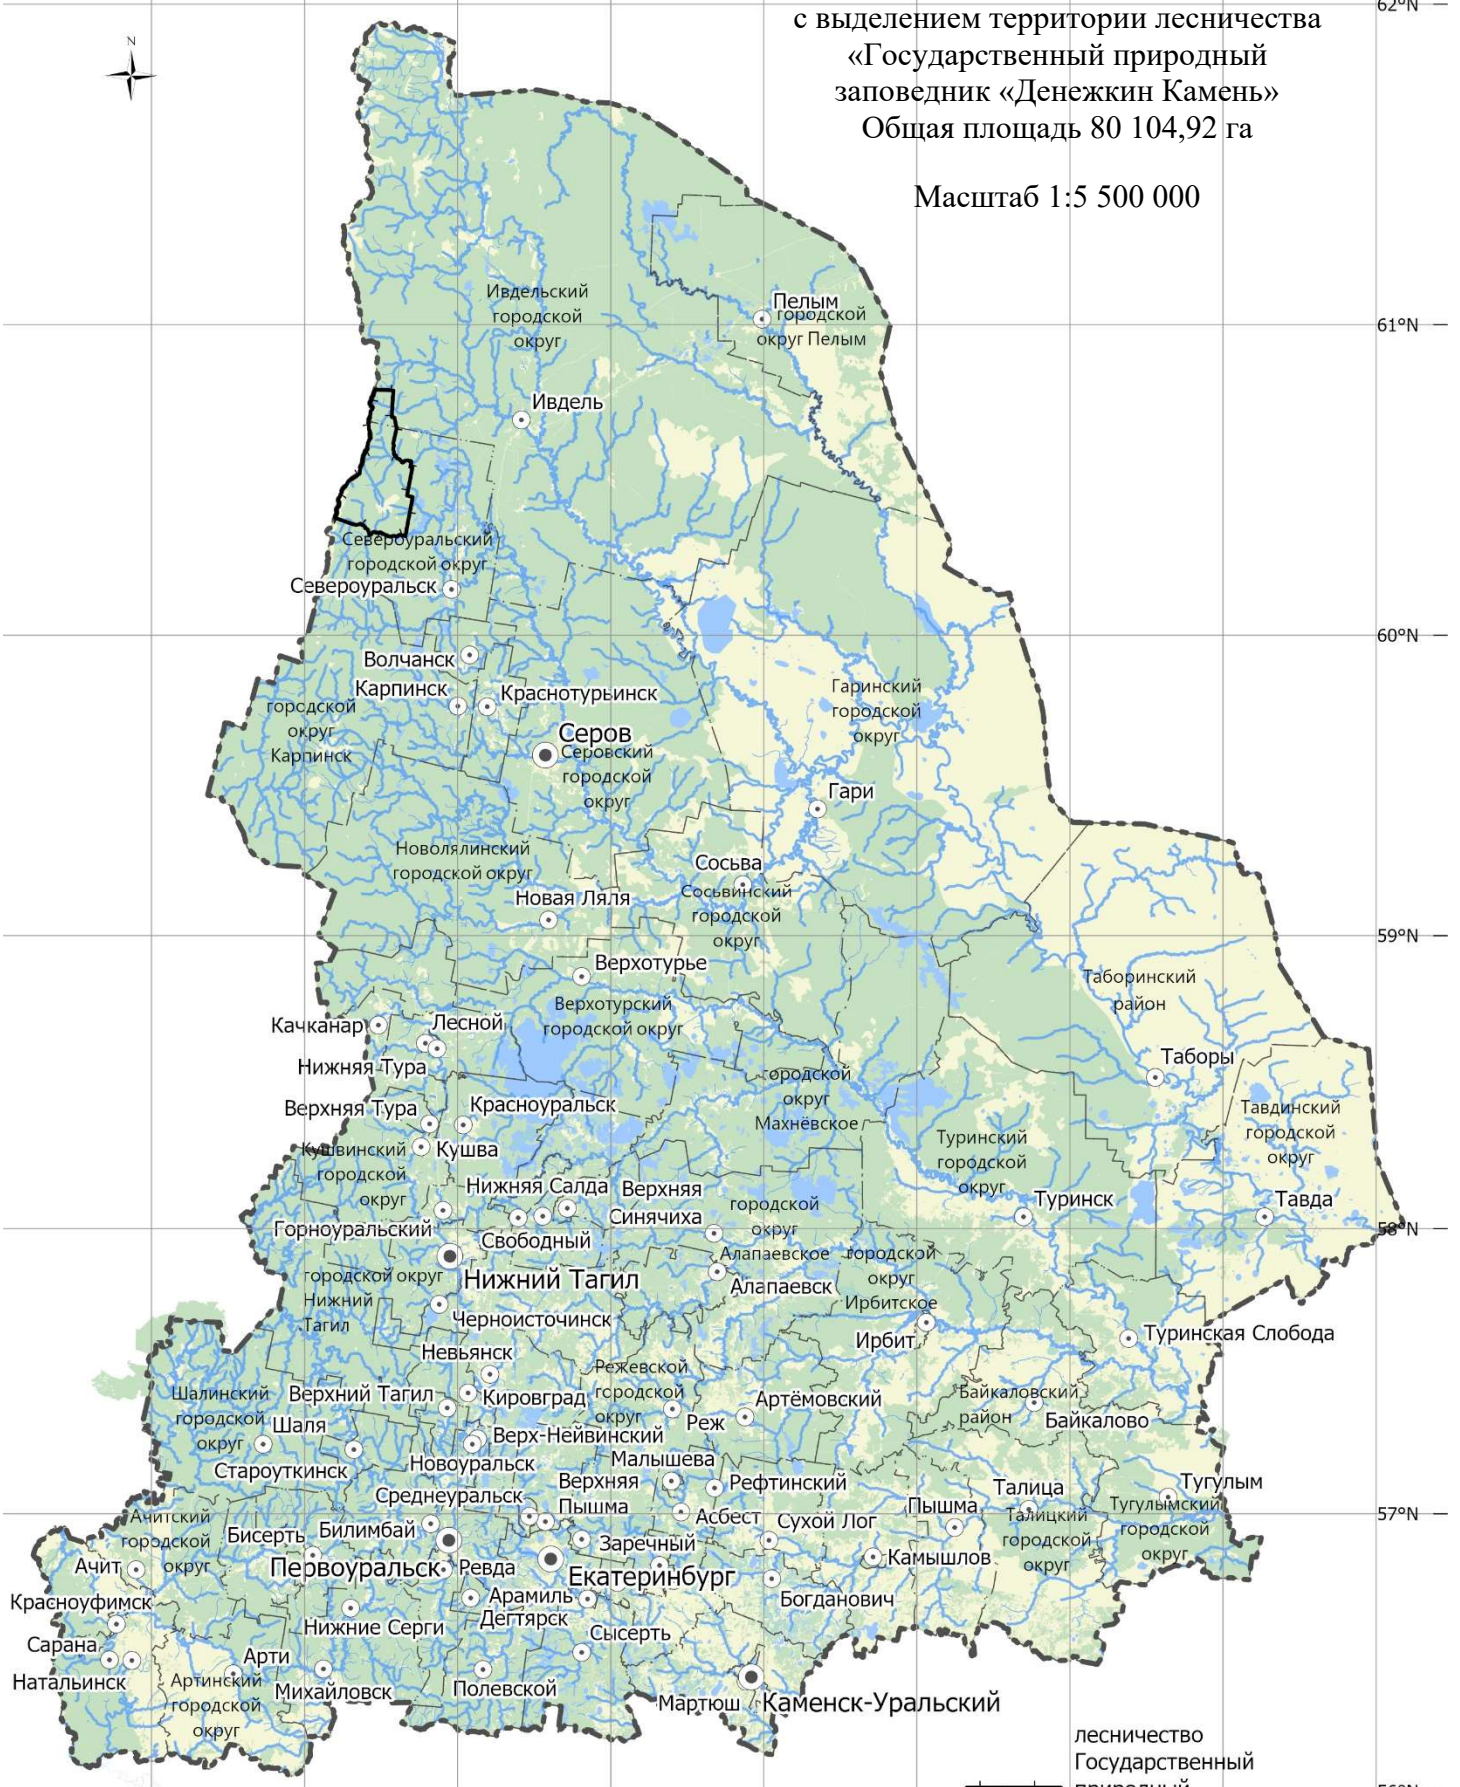 62°N
с выделением территории лесничества
«Государственный природный
заповедник «Денежкин Камень»
Общая площадь 80 104,92 га
Масштаб 1:5 500 000
N
Ивдельский
городской
округ
Пелым
городской
округ Пелым
61°N
Ивдель
Североуральский
городской округ
Североуральск
60°N
Волчанск
Карпинск
Краснотурьинск
городской
округ
Карпинск
Гаринский
городской
округ
Серов
Серовский
городской
округ
Гари
Новолялинский
городской округ
Сосьва
Сосьвинский
городской
округ
Новая Ляля
59°N
Верхотурье
Верхотурский
городской округ
Таборинский
район
Качканар
Лесной
Нижняя Тура
Таборы
городской
округ
Махнёвское
Верхняя Тура
Красноуральск
Тавдинский
городской
округ
Кушвинский
городской
округ
Кушва
Туринский
городской
округ
Нижняя Салда
Верхняя
Синячиха
городской
округ
Алапаевское
Туринск
Тавда
58°N
Горноуральский
Свободный
городской
округ
Ирбитское
городской округ
Нижний
Тагил
Нижний Тагил
Алапаевск
Черноисточинск
Ирбит
Туринская Слобода
Невьянск
Режевской
городской
округ
Шалинский
городской
округ
Верхний Тагил
Кировград
Реж
Артёмовский
Байкаловский
район
Байкалово
Шаля
Верх-Нейвинский
Новоуральск
Староуткинск
Малышева
Рефтинский
Верхняя
Пышма
Среднеуральск
Асбест
Сухой Лог
Пышма
Талица
Талицкий
городской
округ
Тугулым
Тугулымский
городской
округ
57°N
Ачитский
городской
округ
Бисерть
Билимбай
Заречный
Камышлов
Ачит
Первоуральск
Ревда
Екатеринбург
Арамиль
Дегтярск
Богданович
Красноуфимск
Нижние Серги
Сысерть
Сарана
Натальинск
Арти
Артинский
городской
округ
Михайловск
Полевской
Мартюш
Каменск-Уральский
лесничество
Государственный
природный
56°N